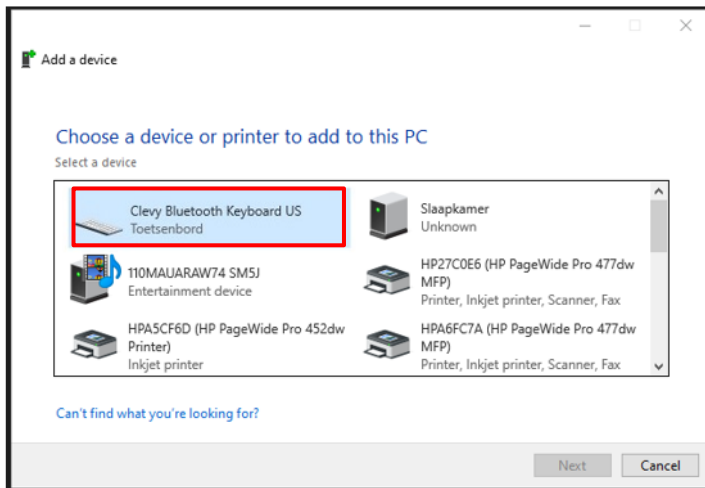 Add a device
Choose a device or printer to add to this PC
Select a device
Clevy Bluetooth Keyboard US
Toetsenbord
Slaapkamer
Unknown
110MAUARAW74 SM5J
Entertainment device
HP27C0E6 (HP PageWide Pro 477dw
MFP)
Printer, Inkjet printer, Scanner, Fax
HPA5CF6D (HP PageWide Pro 452dw
Printer)
Inkjet printer
HPA6FC7A (HP PageWide Pro 477dw
MFP)
Printer, Inkjet printer, Scanner, Fax
Can't find what you're looking for?
Next
Cancel